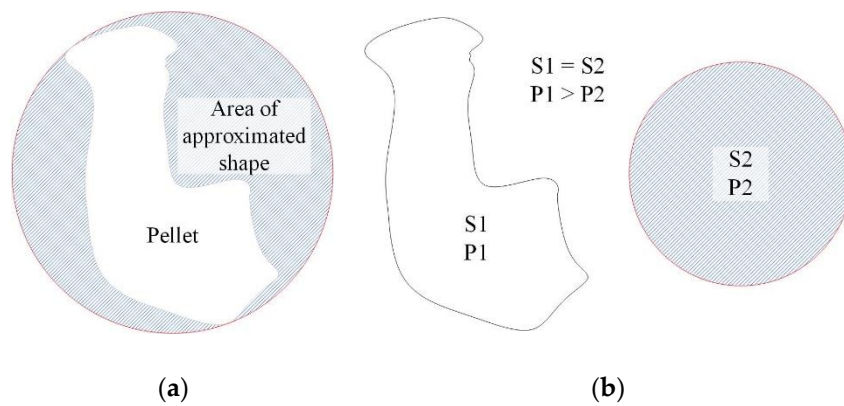 Area of
approximated
shape
Pellet
S1 = S2
P1 > P2
S1
P1
S2
P2
(a)
(b)